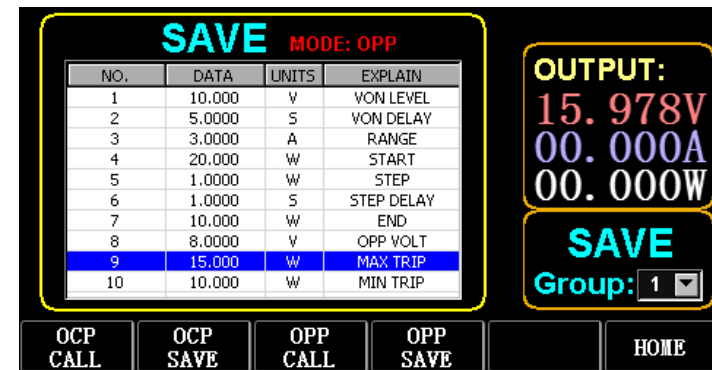 SAVE MODE: OPP
NO. DATA UNITS EXPLAIN
1 10.000 V VON LEVEL
2 5.0000 S VON DELAY
3 3.0000 A RANGE
4 20.000 W START
5 1.0000 W STEP
6 1.0000 S STEP DELAY
7 10.000 W END
8 8.0000 V OPP VOLT
9 15.000 W MAX TRIP
10 10.000 W MIN TRIP
OUTPUT:
15.978V
00.000A
00.000W
SAVE
Group: 1
OCP CALL
OCP SAVE
OPP CALL
OPP SAVE
HOME